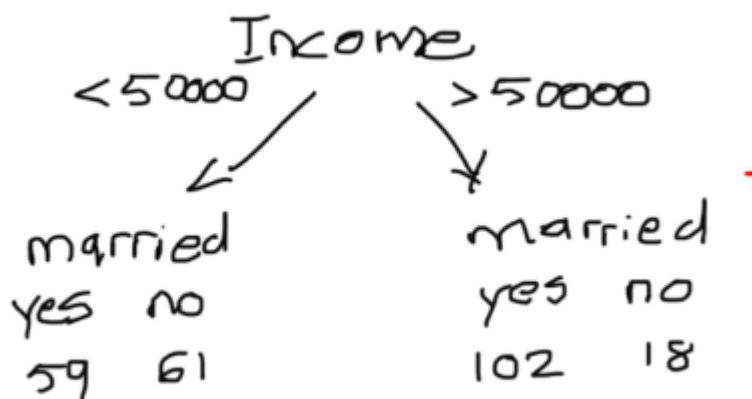 Income
<50000 >50000
married married
yes no yes no
59 61 102 18